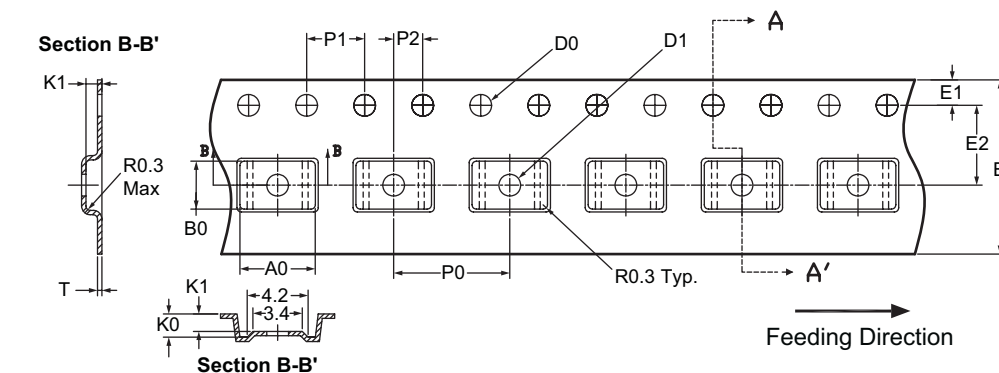 Section B-B'
K1
P1
P2
D0
D1
A
E1
E2
E
B
B
R0.3
Max
B0
A0
P0
R0.3 Typ.
A'
T
K1
K0
4.2
3.4
Section B-B'
Feeding Direction